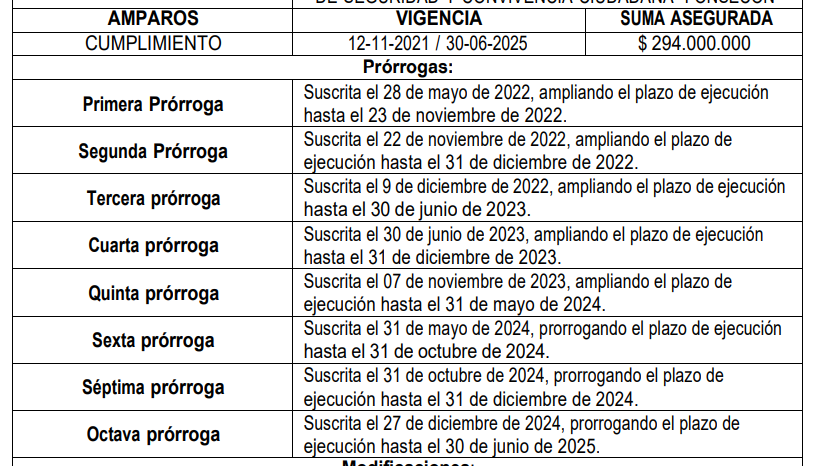 DE SEGURIDAD Y CONVIVENCIA CIUDADANA
AMPAROS VIGENCIA SUMA ASEGURADA
CUMPLIMIENTO 12-11-2021 / 30-06-2025 $ 294.000.000
Prórrogas:
Primera Prórroga Suscrita el 28 de mayo de 2022, ampliando el plazo de ejecución
hasta el 23 de noviembre de 2022.
Segunda Prórroga Suscrita el 22 de noviembre de 2022, ampliando el plazo de
ejecución hasta el 31 de diciembre de 2022.
Tercera prórroga Suscrita el 9 de diciembre de 2022, ampliando el plazo de ejecución
hasta el 30 de junio de 2023.
Cuarta prórroga Suscrita el 30 de junio de 2023, ampliando el plazo de ejecución
hasta el 31 de diciembre de 2023.
Quinta prórroga Suscrita el 07 de noviembre de 2023, ampliando el plazo de
ejecución hasta el 31 de mayo de 2024.
Sexta prórroga Suscrita el 31 de mayo de 2024, prorrogando el plazo de ejecución
hasta el 31 de octubre de 2024.
Séptima prórroga Suscrita el 31 de octubre de 2024, prorrogando el plazo de
ejecución hasta el 31 de diciembre de 2024.
Octava prórroga Suscrita el 27 de diciembre de 2024, prorrogando el plazo de
ejecución hasta el 30 de junio de 2025.
Modificaciones: